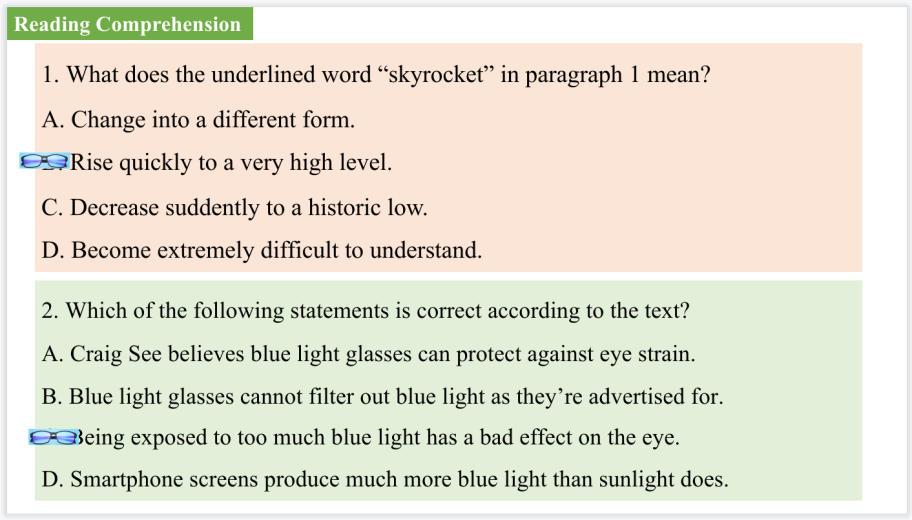 Reading Comprehension
1. What does the underlined word “skyrocket” in paragraph 1 mean?
A. Change into a different form.
Rise quickly to a very high level.
C. Decrease suddently to a historic low.
D. Become extremely difficult to understand.
2. Which of the following statements is correct according to the text?
A. Craig See believes blue light glasses can protect against eye strain.
B. Blue light glasses cannot filter out blue light as they’re advertised for.
Being exposed to too much blue light has a bad effect on the eye.
D. Smartphone screens produce much more blue light than sunlight does.